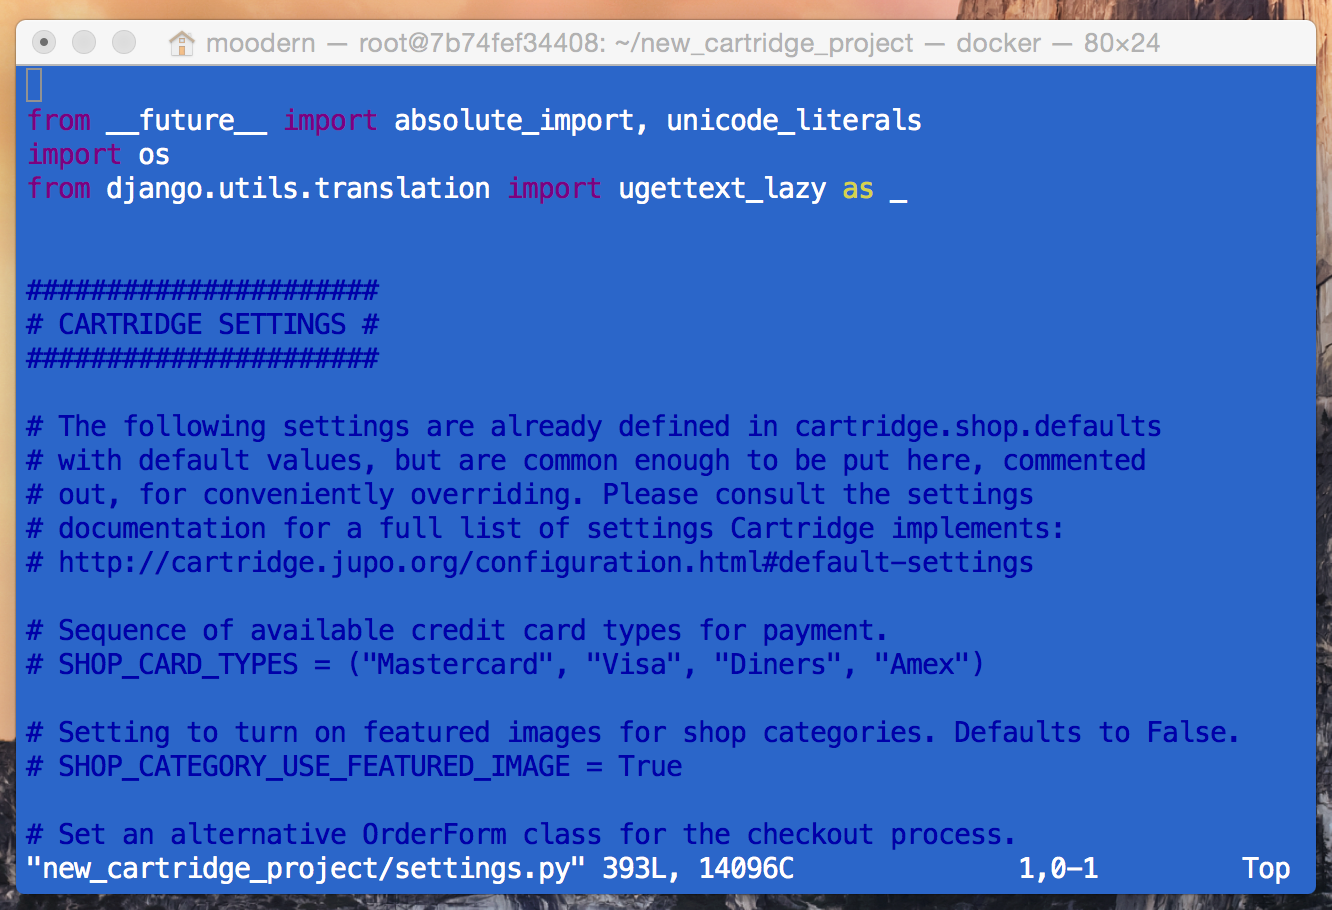 moodern — root@7b74fef34408: ~/new_cartridge_project — docker — 80×24
from __future__ import absolute_import, unicode_literals
import os
from django.utils.translation import ugettext_lazy as _
######################
# CARTRIDGE SETTINGS #
######################
# The following settings are already defined in cartridge.shop.defaults
# with default values, but are common enough to be put here, commented
# out, for conveniently overriding. Please consult the settings
# documentation for a full list of settings Cartridge implements:
# http://cartridge.jupo.org/configuration.html#default-settings
# Sequence of available credit card types for payment.
# SHOP_CARD_TYPES = ("Mastercard", "Visa", "Diners", "Amex")
# Setting to turn on featured images for shop categories. Defaults to False.
# SHOP_CATEGORY_USE_FEATURED_IMAGE = True
# Set an alternative OrderForm class for the checkout process.
"new_cartridge_project/settings.py" 393L, 14096C 1,0-1 Top